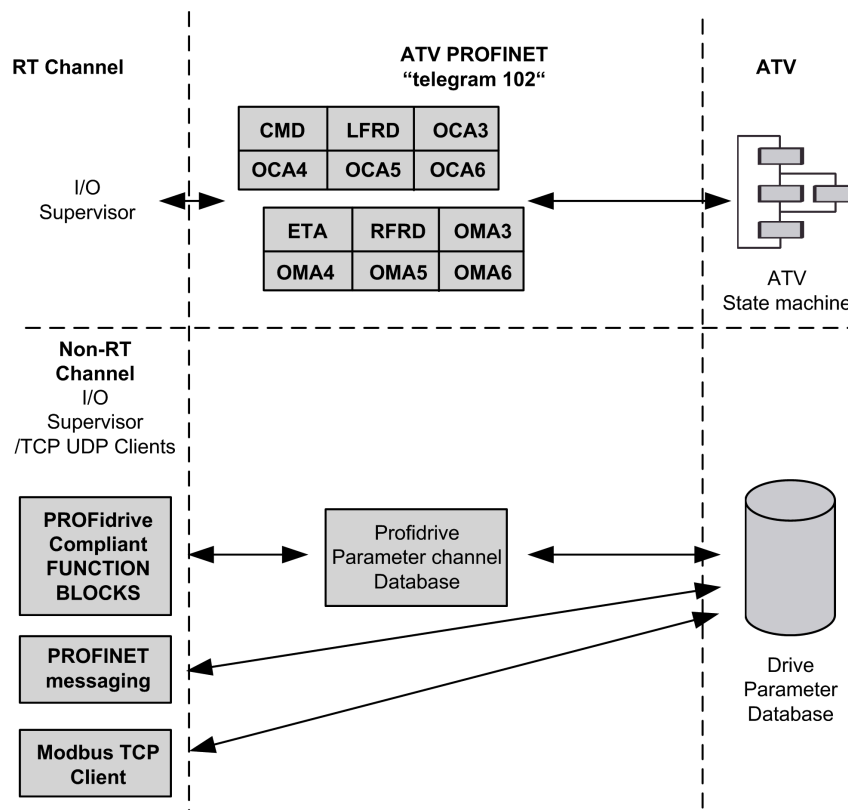 RT Channel
ATV PROFINET
“telegram 102“
ATV
CMD LFRD OCA3
OCA4 OCA5 OCA6
I/O
Supervisor
ETA RFRD OMA3
OMA4 OMA5 OMA6
ATV
State machine
Non-RT
Channel
I/O
Supervisor
/TCP UDP Clients
PROFidrive
Compliant
FUNCTION
BLOCKS
Profidrive
Parameter channel
Database
PROFINET
messaging
Drive
Parameter
Database
Modbus TCP
Client